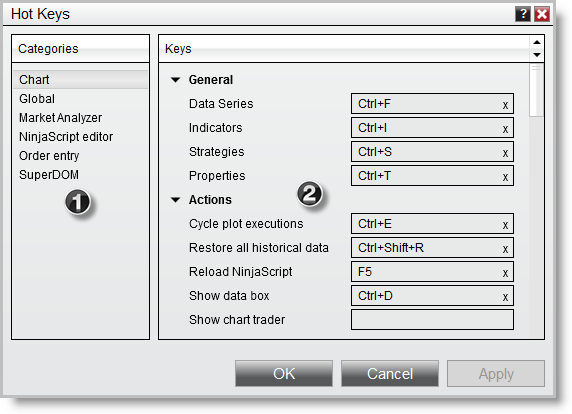 Hot Keys
?
Categories
Chart
Global
Market Analyzer
NinjaScript editor
Order entry
SuperDOM
1
Keys
General
Data Series Ctrl+F x
Indicators Ctrl+I x
Strategies Ctrl+S x
Properties Ctrl+T x
2
Actions
Cycle plot executions Ctrl+E x
Restore all historical data Ctrl+Shift+R x
Reload NinjaScript F5 x
Show data box Ctrl+D x
Show chart trader
OK Cancel Apply